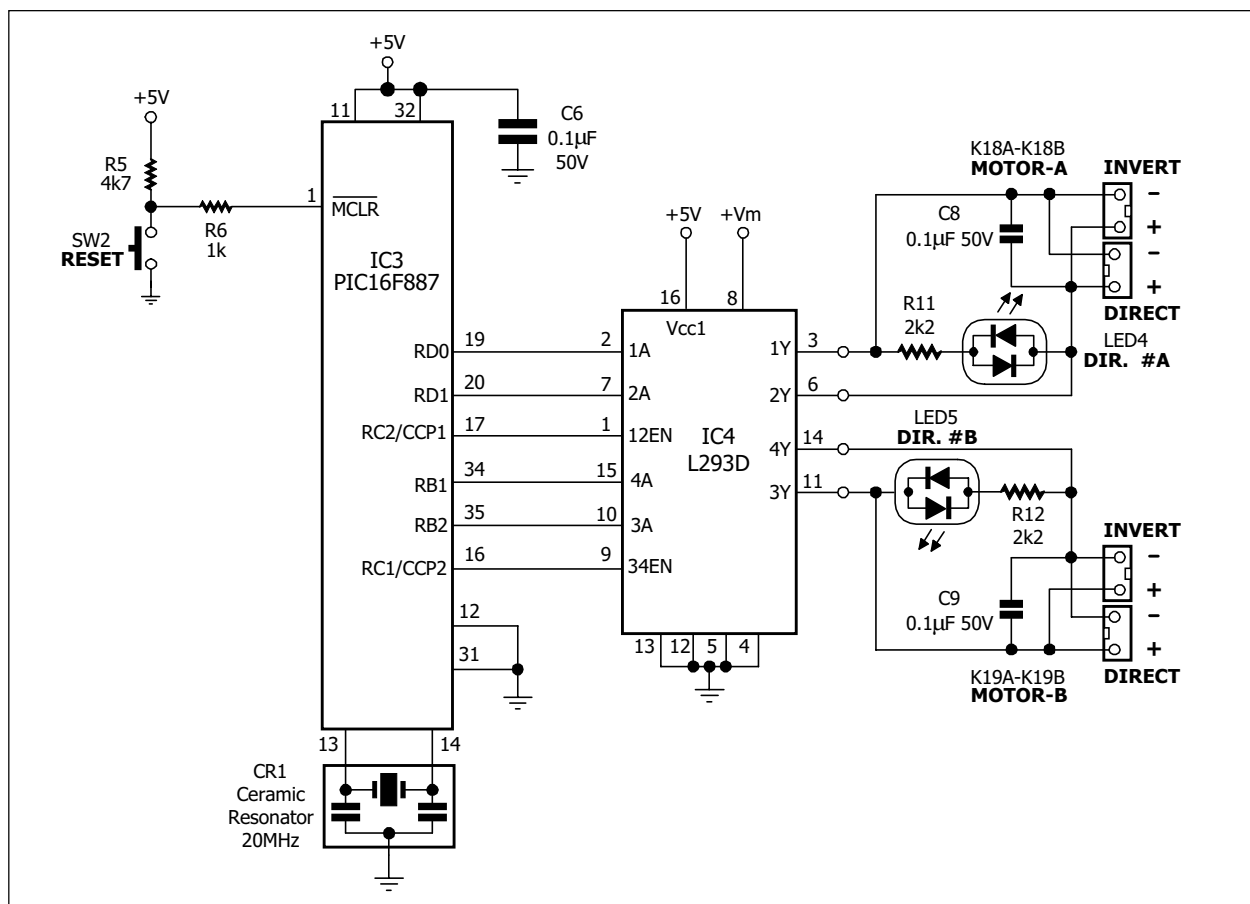 +5V
+5V
11
32
C6
0.1µF
50V
R5
4k7
1
MCLR
R6
1k
SW2
RESET
IC3
PIC16F887
RD0
19
RD1
20
RC2/CCP1
17
RB1
34
RB2
35
RC1/CCP2
16
12
31
13
14
CR1
Ceramic
Resonator
20MHz
+5V
+Vm
16
8
Vcc1
2
1A
7
2A
1
12EN
15
4A
10
3A
9
34EN
IC4
L293D
1Y
3
2Y
6
4Y
14
3Y
11
13
12
5
4
K18A-K18B
MOTOR-A
INVERT
-
+
-
+
DIRECT
C8
0.1µF 50V
R11
2k2
LED4
DIR. #A
LED5
DIR. #B
R12
2k2
INVERT
-
+
-
+
DIRECT
C9
0.1µF 50V
K19A-K19B
MOTOR-B